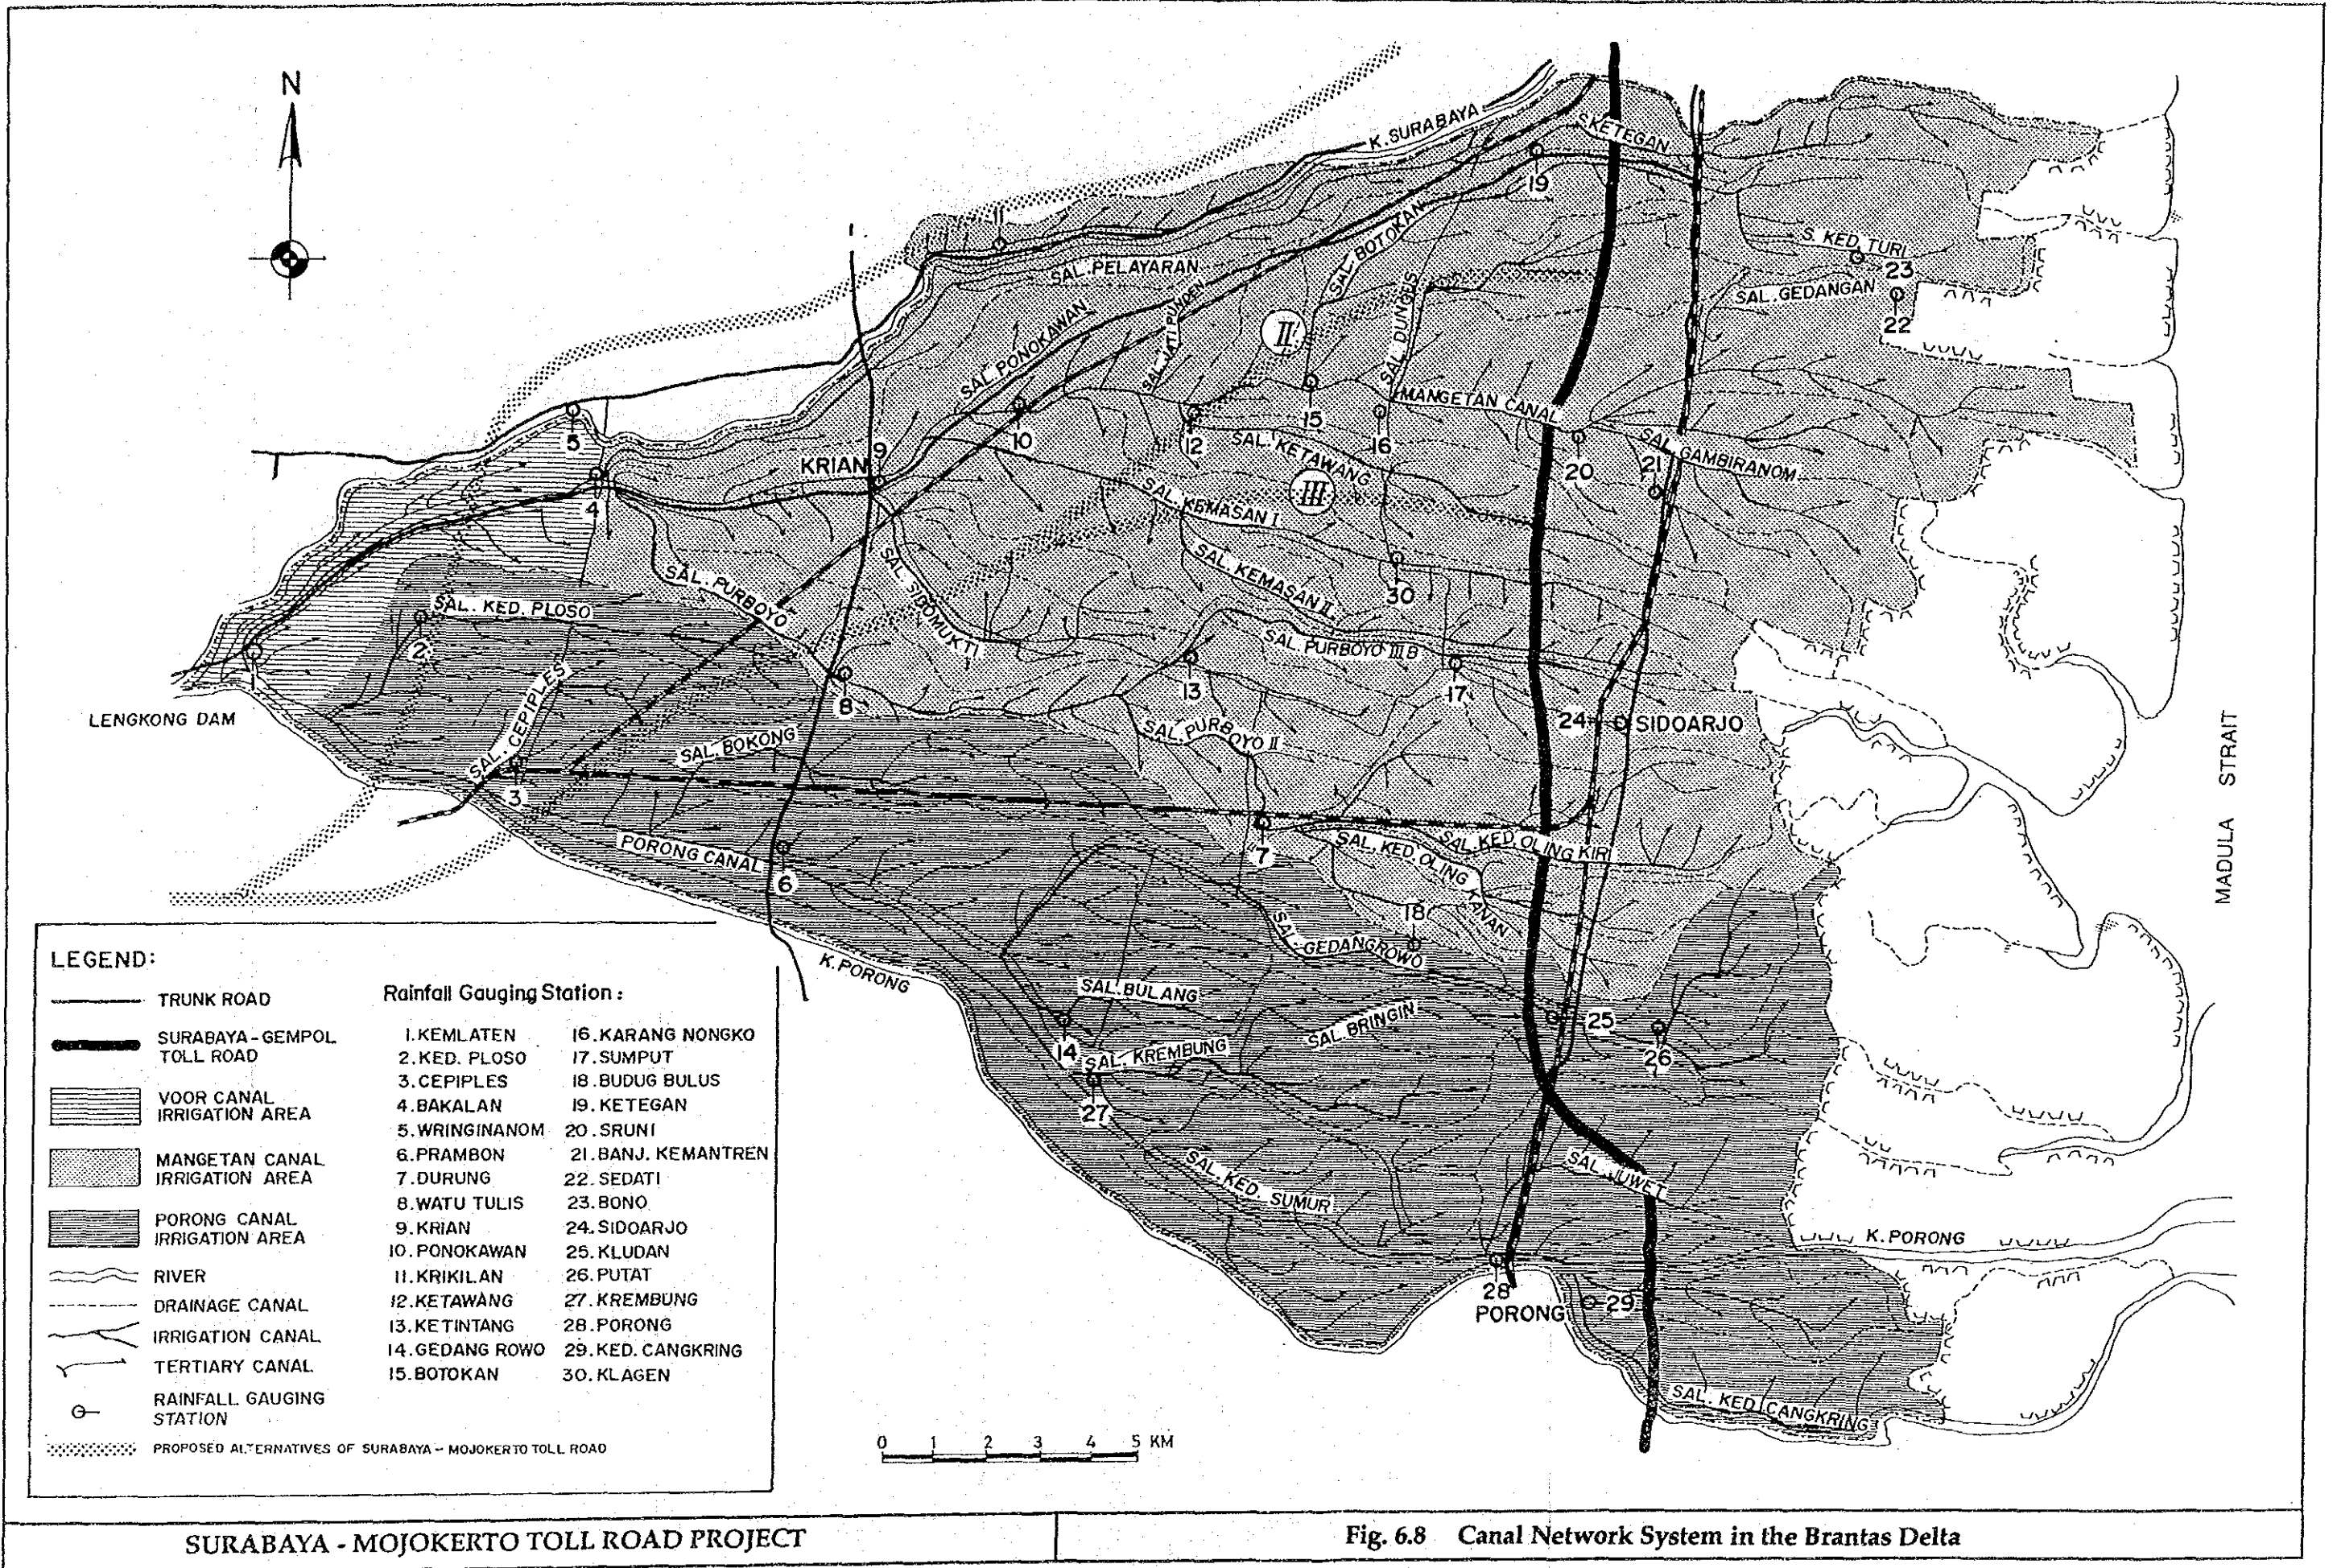 N
K. SURABAYA
S.KETEGAN
19
11
SAL. PELAYARAN
SAL. BOTOKAN
S. KED. TURI
23
SAL. GEDANGAN
22
SAL. PONOKAWAN
SAL. JATI PUNDEN
II
SAL. DUNGUS
MANGETAN CANAL
5
10
12
15
16
20
21
SAL. GAMBIRANOM
9
KRIAN
SAL. KETAWANG
SAL. KEMASAN I
III
4
SAL. PURBOYO
SAL. SIDOMUKTI
SAL. KEMASAN II
30
SAL. KED. PLOSO
2
1
SAL. PURBOYO III B
13
17
8
LENGKONG DAM
SAL. CEPIPLES
SAL. BOKONG
SAL. PURBOYO II
24
SIDOARJO
MADULA STRAIT
3
PORONG CANAL
6
7
SAL. KED. OLING KIRI
SAL. KED. OLING KANAN
18
SAL. GEDANGROWO
K. PORONG
SAL. BULANG
SAL. BRINGIN
25
26
14
SAL. KREMBUNG
27
SAL. KED. SUMUR
SAL. JUWET
K. PORONG
28
PORONG
29
SAL. KED. CANGKRING
LEGEND:
TRUNK ROAD
SURABAYA-GEMPOL
TOLL ROAD
VOOR CANAL
IRRIGATION AREA
MANGETAN CANAL
IRRIGATION AREA
PORONG CANAL
IRRIGATION AREA
RIVER
DRAINAGE CANAL
IRRIGATION CANAL
TERTIARY CANAL
RAINFALL GAUGING
STATION
PROPOSED ALTERNATIVES OF SURABAYA - MOJOKERTO TOLL ROAD
Rainfall Gauging Station :
1. KEMLATEN
2. KED. PLOSO
3. CEPIPLES
4. BAKALAN
5. WRINGINANOM
6. PRAMBON
7. DURUNG
8. WATU TULIS
9. KRIAN
10. PONOKAWAN
11. KRIKILAN
12. KETAWANG
13. KETINTANG
14. GEDANG ROWO
15. BOTOKAN
16. KARANG NONGKO
17. SUMPUT
18. BUDUG BULUS
19. KETEGAN
20. SRUNI
21. BANJ. KEMANTREN
22. SEDATI
23. BONO
24. SIDOARJO
25. KLUDAN
26. PUTAT
27. KREMBUNG
28. PORONG
29. KED. CANGKRING
30. KLAGEN
0 1 2 3 4 5 KM
SURABAYA - MOJOKERTO TOLL ROAD PROJECT
Fig. 6.8 Canal Network System in the Brantas Delta